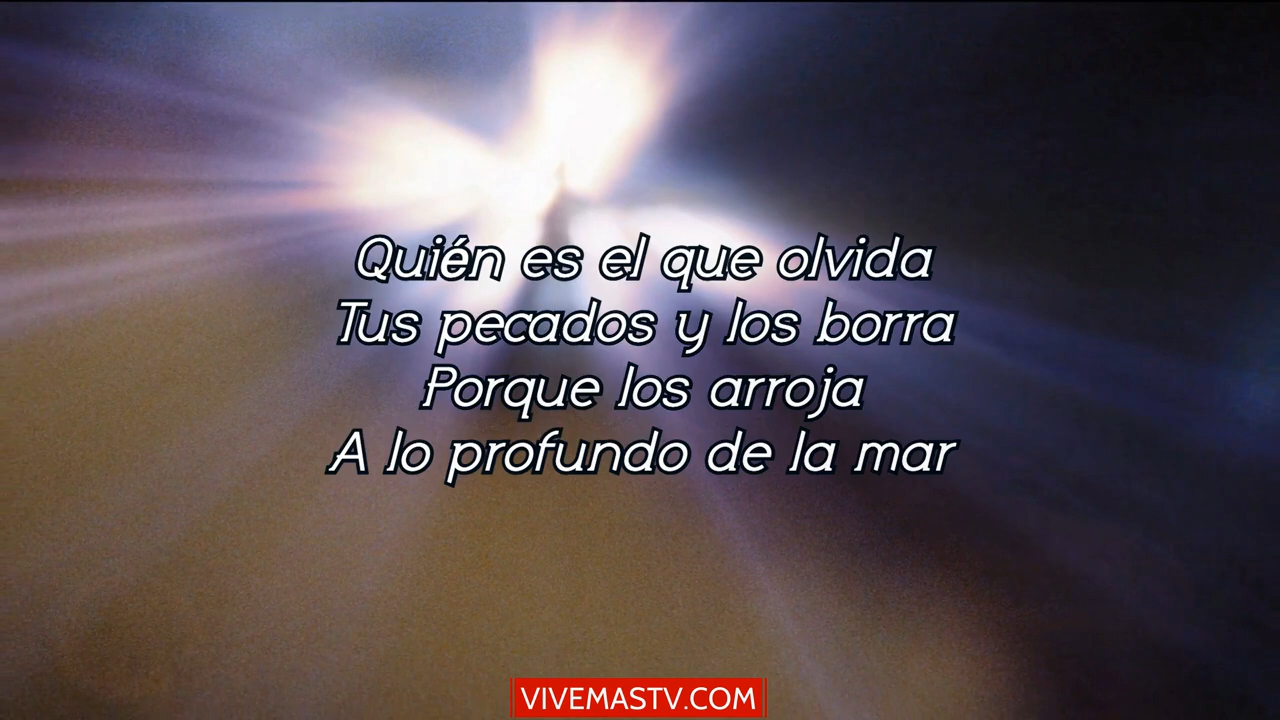 Quién es el que olvida
Tus pecados y los borra
Porque los arroja
A lo profundo de la mar
VIVEMASTV.COM